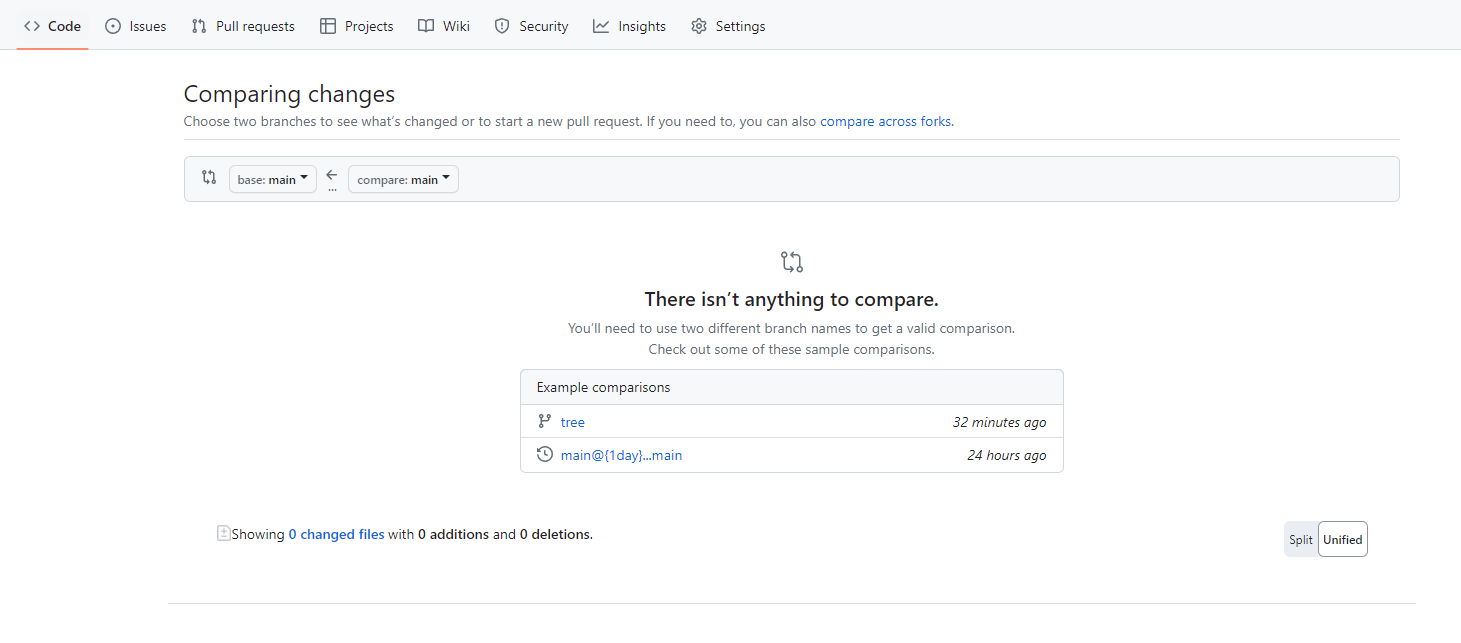 Code Issues Pull requests Projects Wiki Security Insights Settings
Comparing changes
Choose two branches to see what's changed or to start a new pull request. If you need to, you can also compare across forks.
base: main ... compare: main
There isn't anything to compare.
You'll need to use two different branch names to get a valid comparison.
Check out some of these sample comparisons.
Example comparisons
tree 32 minutes ago
main@{1day}...main 24 hours ago
Showing 0 changed files with 0 additions and 0 deletions.
Split Unified